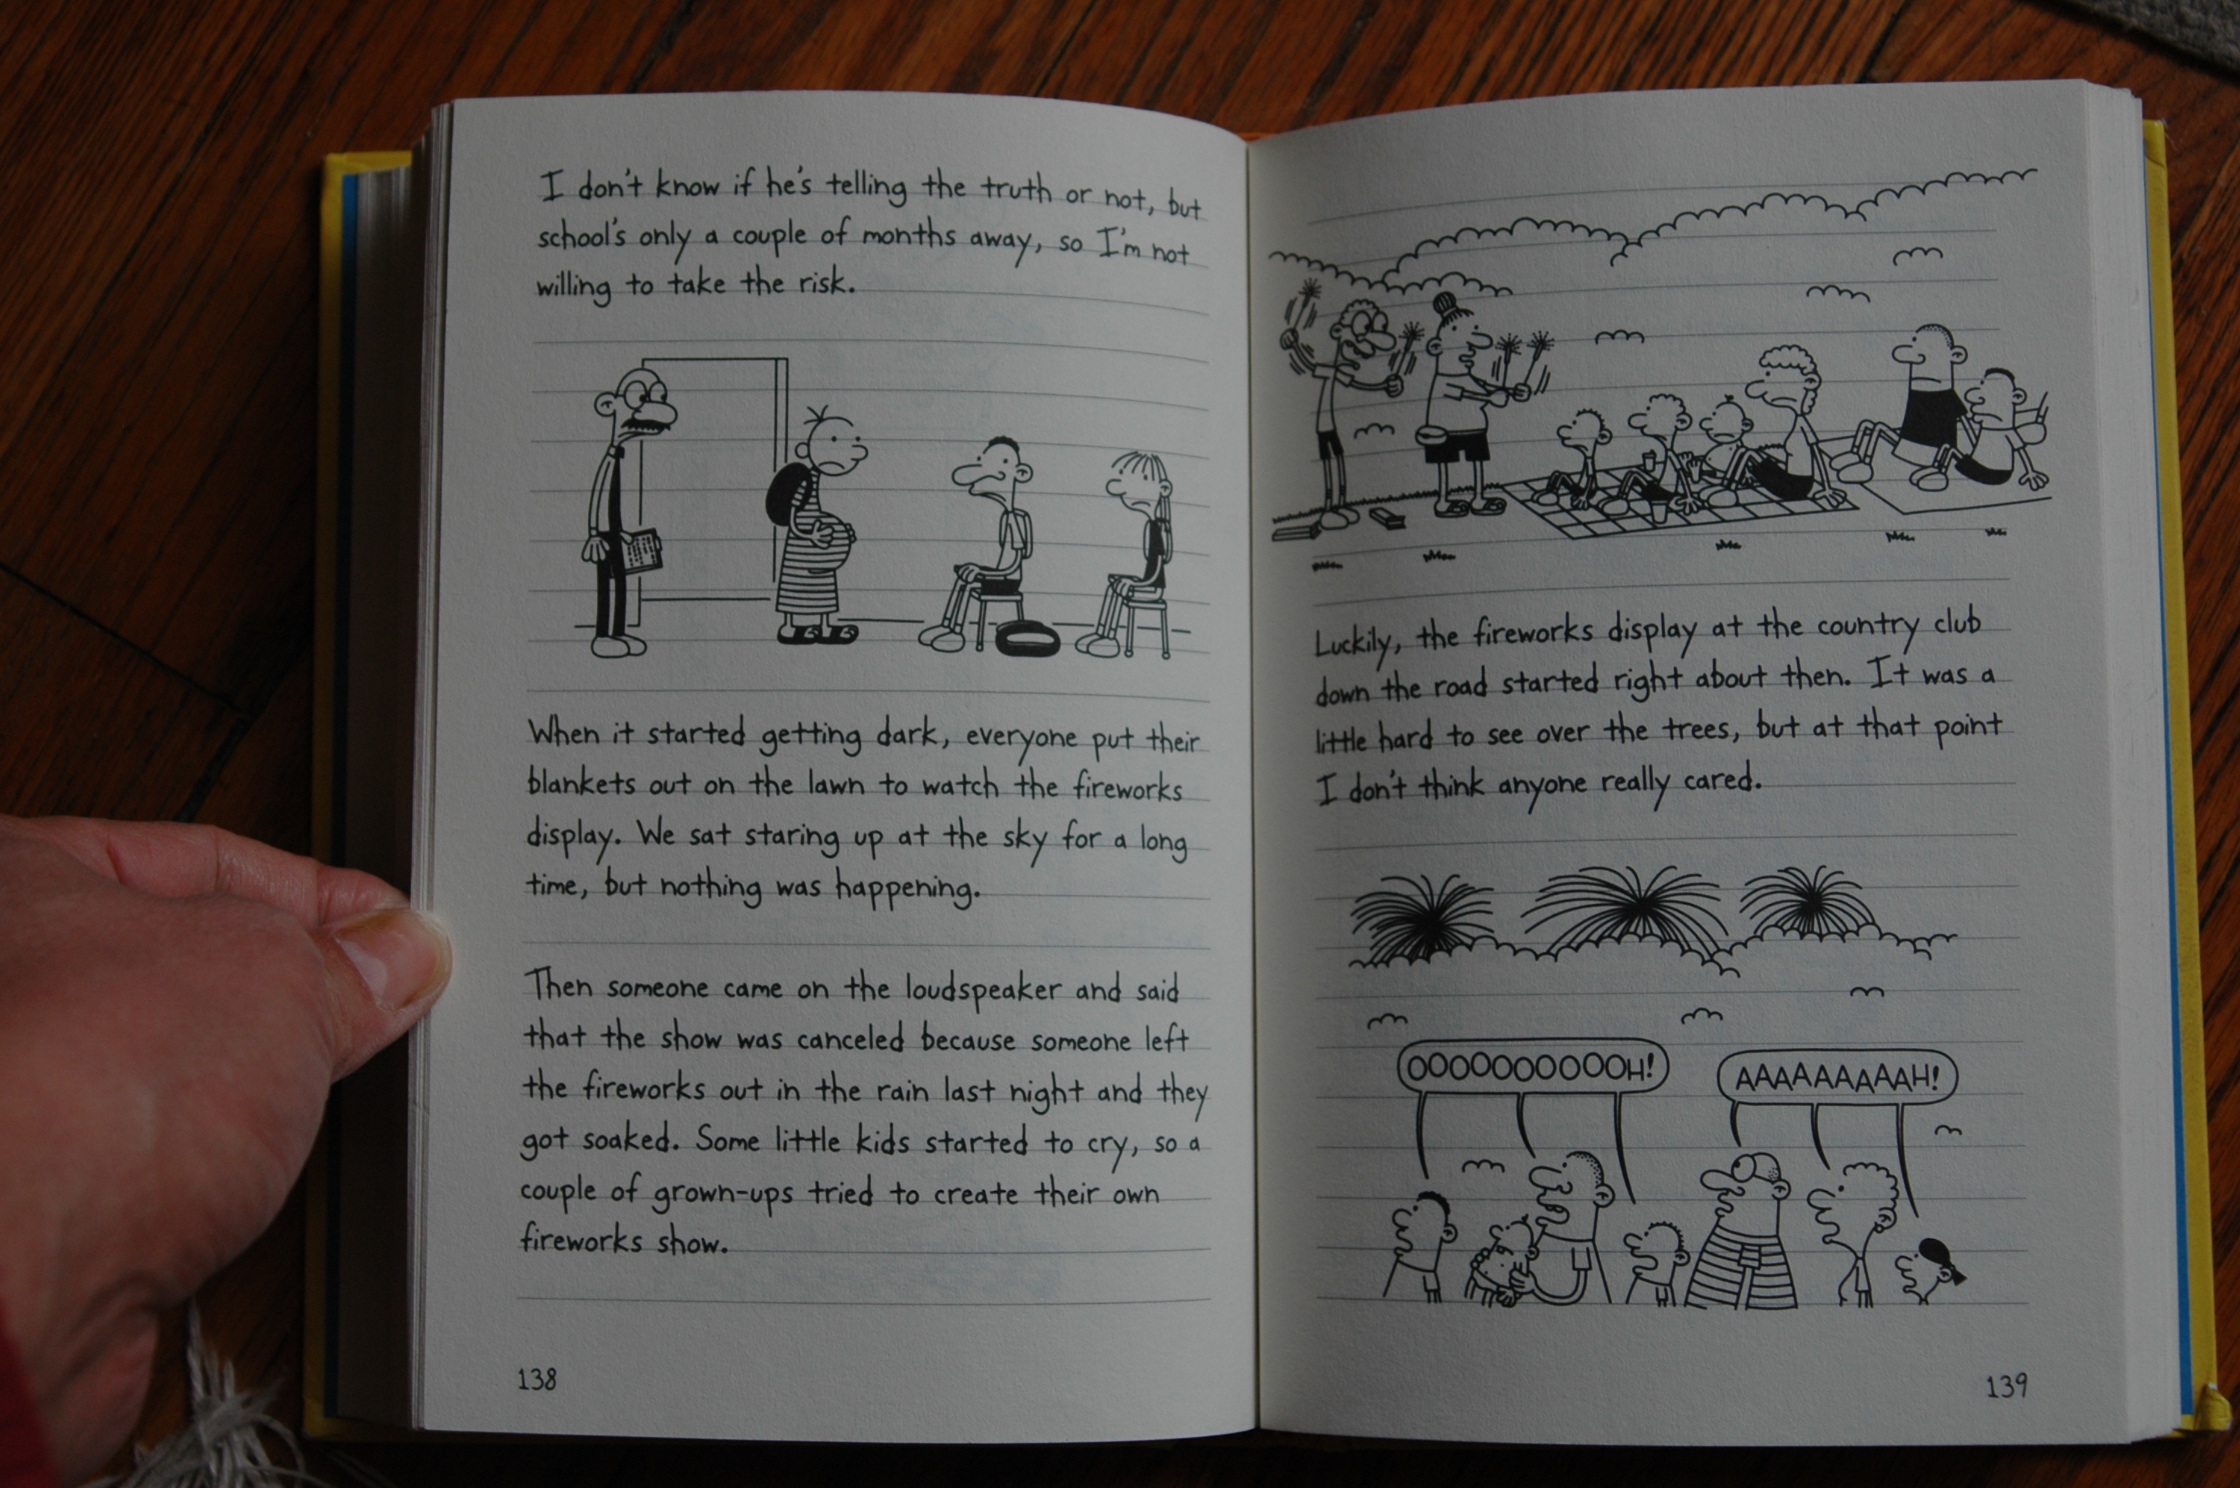 I don't know if he's telling the truth or not, but
school's only a couple of months away, so I'm not
willing to take the risk.
When it started getting dark, everyone put their
blankets out on the lawn to watch the fireworks
display. We sat staring up at the sky for a long
time, but nothing was happening.
Then someone came on the loudspeaker and said
that the show was canceled because someone left
the fireworks out in the rain last night and they
got soaked. Some little kids started to cry, so a
couple of grown-ups tried to create their own
fireworks show.
138
Luckily, the fireworks display at the country club
down the road started right about then. It was a
little hard to see over the trees, but at that point
I don't think anyone really cared.
OOOOOOOOOH!
AAAAAAAAAH!
139